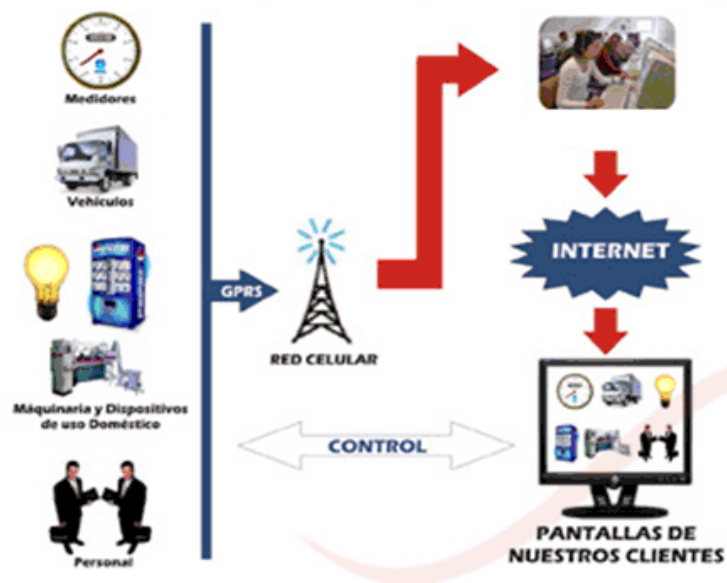 Medidores
Vehículos
Máquinaria y Dispositivos
de uso Doméstico
Personal
GPRS
RED CELULAR
CONTROL
INTERNET
PANTALLAS DE
NUESTROS CLIENTES